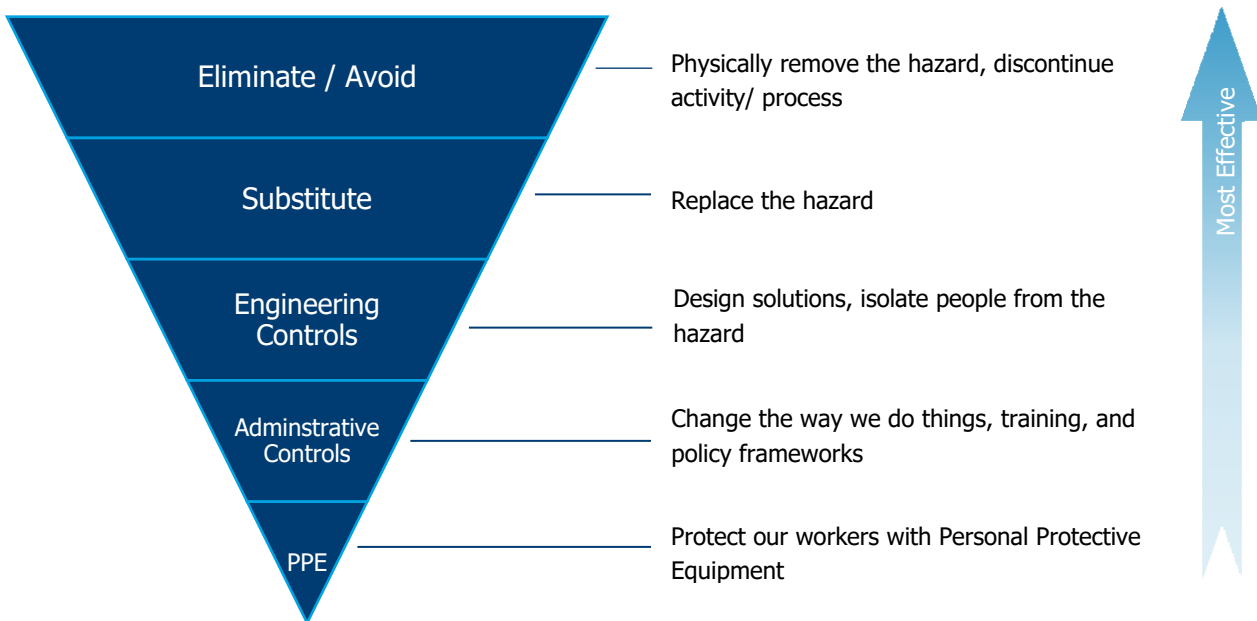 Eliminate / Avoid
Physically remove the hazard, discontinue
activity/ process
Substitute
Replace the hazard
Engineering
Controls
Design solutions, isolate people from the
hazard
Adminstrative
Controls
Change the way we do things, training, and
policy frameworks
PPE
Protect our workers with Personal Protective
Equipment
Most Effective